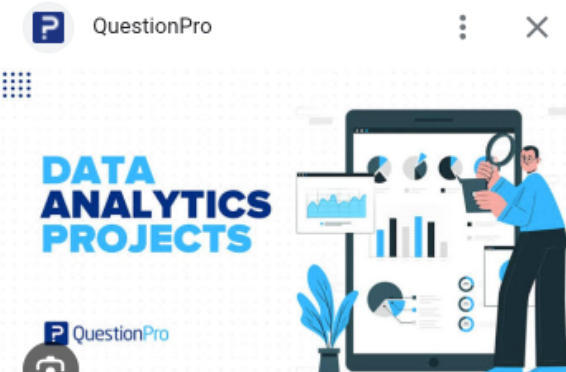 QuestionPro
DATA
ANALYTICS
PROJECTS
QuestionPro